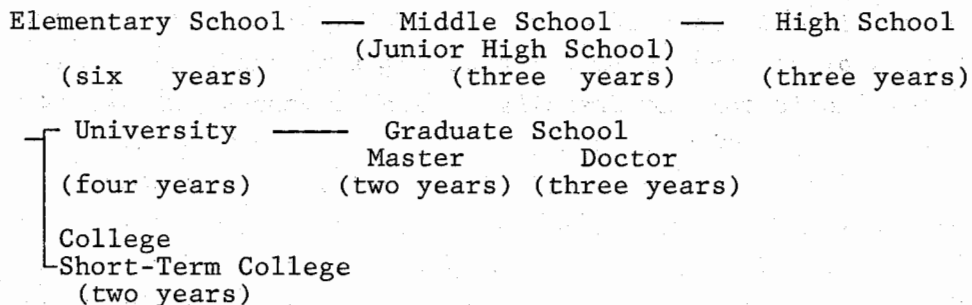 Elementary School — Middle School — High School
(Junior High School)
(six years) (three years) (three years)
University — Graduate School
Master Doctor
(four years) (two years) (three years)
College
Short-Term College
(two years)